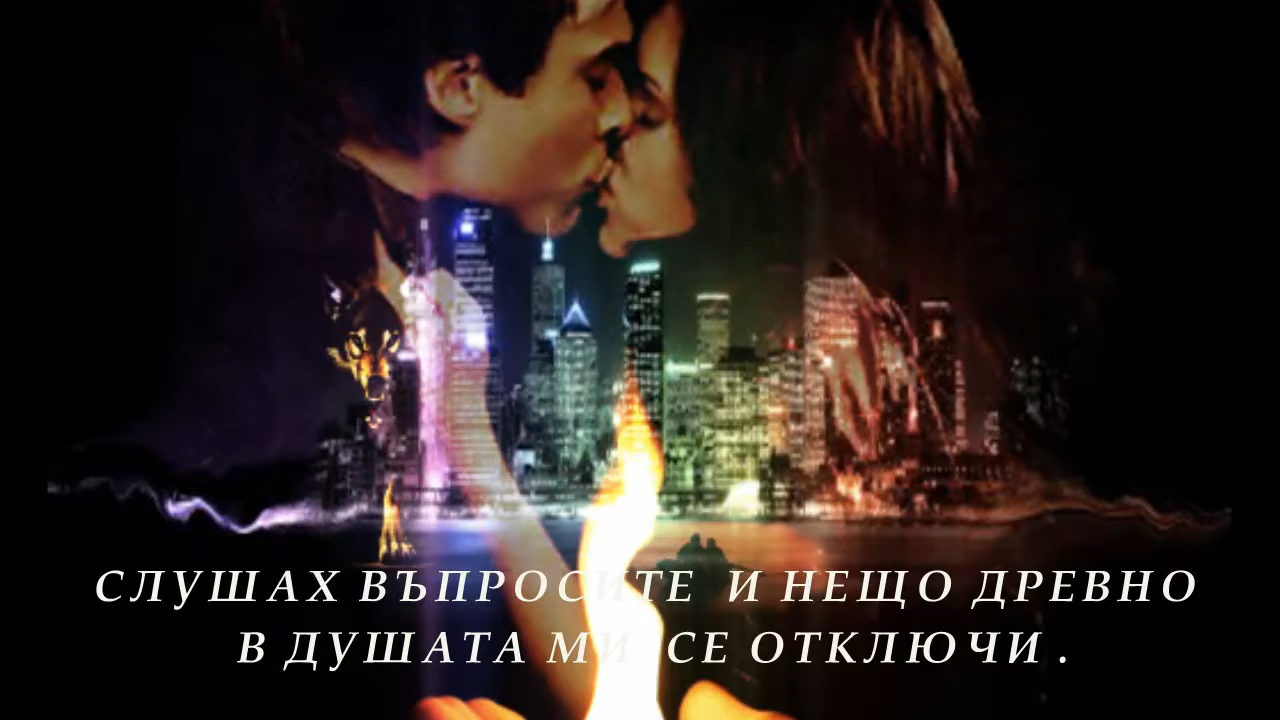 СЛУШАХ ВЪПРОСИТЕ И НЕЩО ДРЕВНО
В ДУШАТА МИ СЕ ОТКЛЮЧИ .